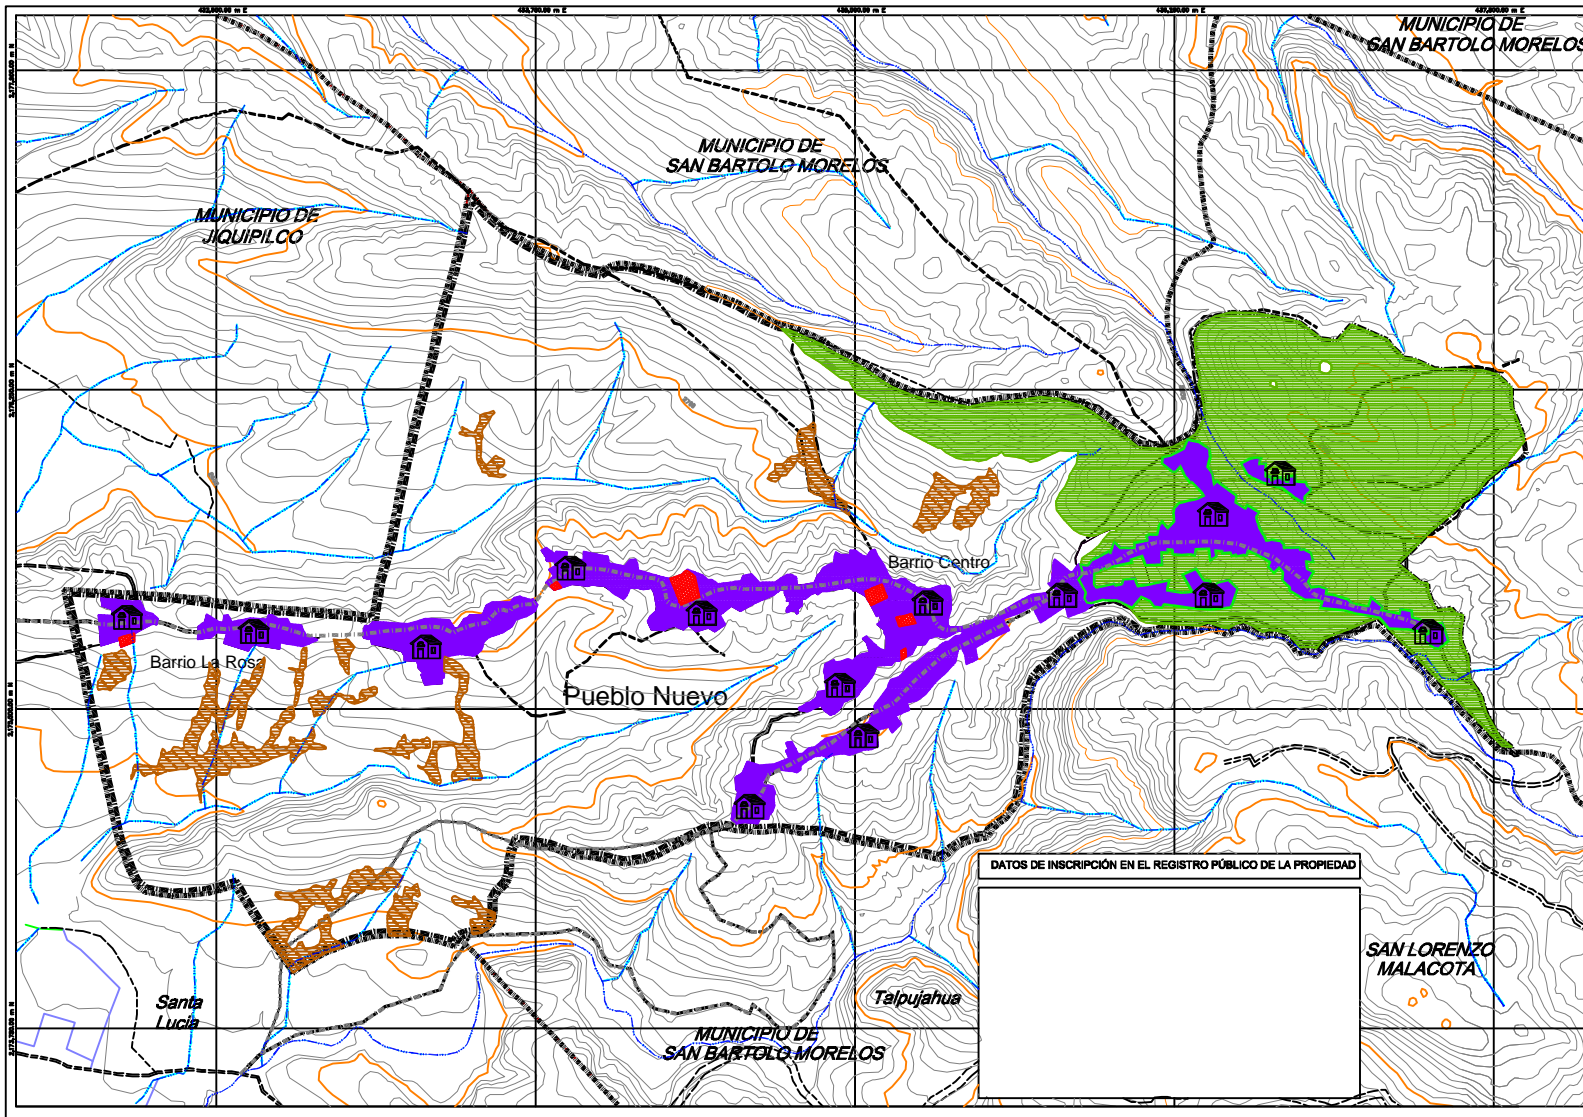 MUNICIPIO DE
SAN BARTOLO MORELOS
MUNICIPIO DE
SAN BARTOLO MORELOS
MUNICIPIO DE
JIQUIPILCO
Barrio Centro
Barrio La Rosa
Pueblo Nuevo
DATOS DE INSCRIPCIÓN EN EL REGISTRO PÚBLICO DE LA PROPIEDAD
SAN LORENZO
MALACOTA
Santa
Lucia
Talpujahua
MUNICIPIO DE
SAN BARTOLO MORELOS